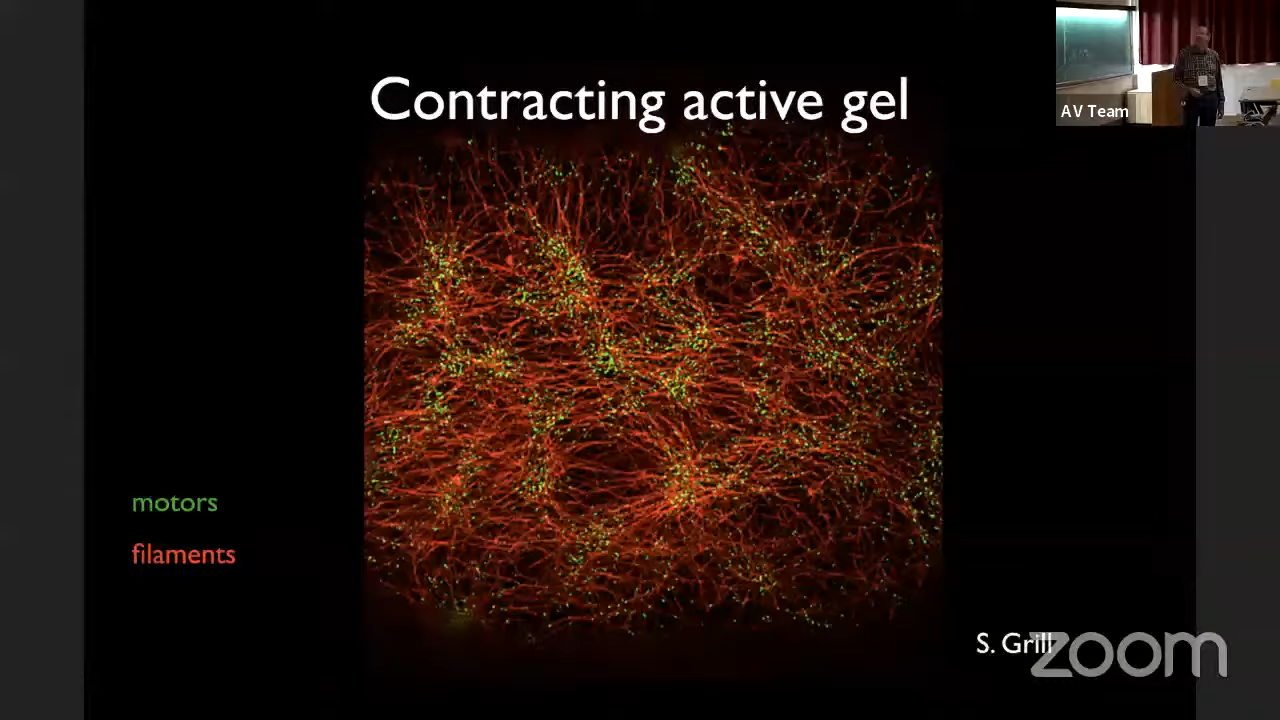 Contracting active gel
AV Team
motors
filaments
S. Grill
zoom